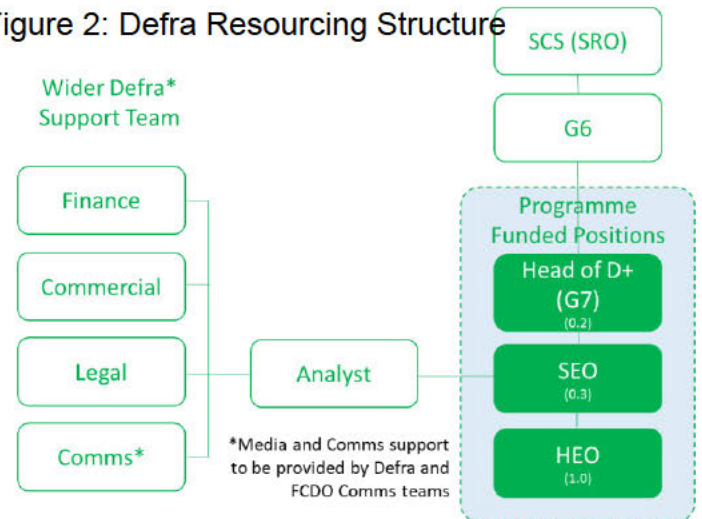 igure 2: Defra Resourcing Structure
SCS (SRO)
G6
Wider Defra*
Support Team
Finance
Commercial
Legal
Comms*
Analyst
*Media and Comms support
to be provided by Defra and
FCDO Comms teams
Programme
Funded Positions
Head of D+
(G7)
(0.2)
SEO
(0.3)
HEO
(1.0)